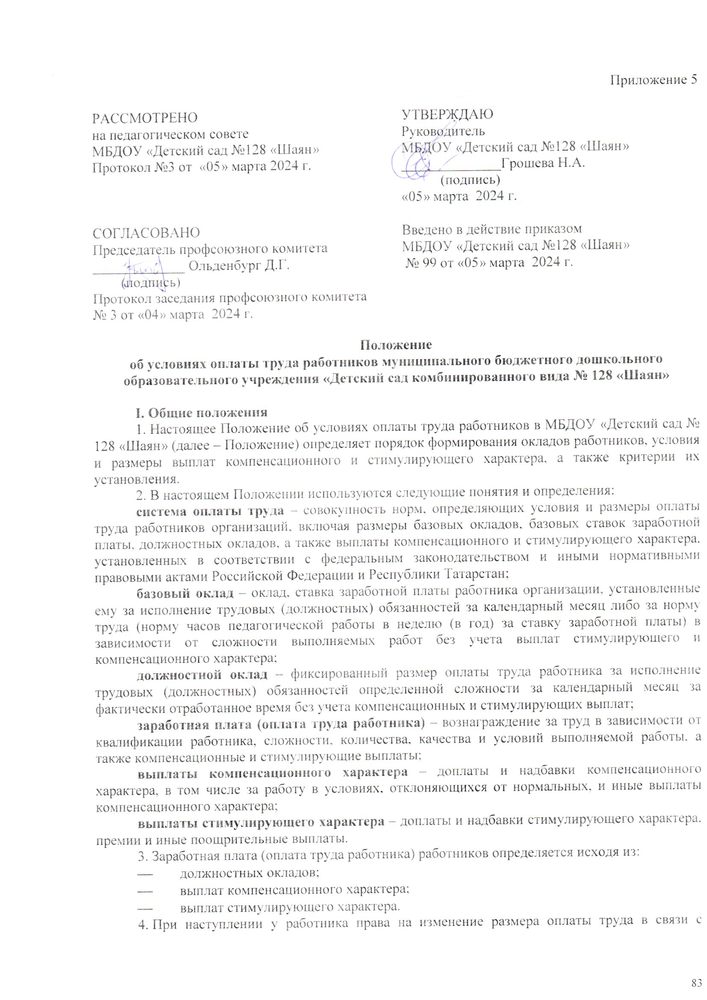 Приложение 5
РАССМОТРЕНО
на педагогическом совете
МБДОУ «Детский сад №128 «Шаян»
Протокол №3 от «05» марта 2024 г.
УТВЕРЖДАЮ
Руководитель
МБДОУ «Детский сад №128 «Шаян»
______________Грошева Н.А.
(подпись)
«05» марта 2024 г.
СОГЛАСОВАНО
Председатель профсоюзного комитета
_____________ Ольденбург Д.Г.
(подпись)
Протокол заседания профсоюзного комитета
№ 3 от «04» марта 2024 г.
Введено в действие приказом
МБДОУ «Детский сад №128 «Шаян»
№ 99 от «05» марта 2024 г.
Положение
об условиях оплаты труда работников муниципального бюджетного дошкольного
образовательного учреждения «Детский сад комбинированного вида № 128 «Шаян»
I. Общие положения
1. Настоящее Положение об условиях оплаты труда работников в МБДОУ «Детский сад №
128 «Шаян» (далее – Положение) определяет порядок формирования окладов работников, условия
и размеры выплат компенсационного и стимулирующего характера, а также критерии их
установления.
2. В настоящем Положении используются следующие понятия и определения:
система оплаты труда – совокупность норм, определяющих условия и размеры оплаты
труда работников организаций, включая размеры базовых окладов, базовых ставок заработной
платы, должностных окладов, а также выплаты компенсационного и стимулирующего характера,
установленных в соответствии с федеральным законодательством и иными нормативными
правовыми актами Российской Федерации и Республики Татарстан;
базовый оклад – оклад, ставка заработной платы работника организации, установленные
ему за исполнение трудовых (должностных) обязанностей за календарный месяц либо за норму
труда (норму часов педагогической работы в неделю (в год) за ставку заработной платы) в
зависимости от сложности выполняемых работ без учета выплат стимулирующего и
компенсационного характера;
должностной оклад – фиксированный размер оплаты труда работника за исполнение
трудовых (должностных) обязанностей определенной сложности за календарный месяц за
фактически отработанное время без учета компенсационных и стимулирующих выплат;
заработная плата (оплата труда работника) – вознаграждение за труд в зависимости от
квалификации работника, сложности, количества, качества и условий выполняемой работы, а
также компенсационные и стимулирующие выплаты;
выплаты компенсационного характера – доплаты и надбавки компенсационного
характера, в том числе за работу в условиях, отклоняющихся от нормальных, и иные выплаты
компенсационного характера;
выплаты стимулирующего характера – доплаты и надбавки стимулирующего характера,
премии и иные поощрительные выплаты.
3. Заработная плата (оплата труда работника) работников определяется исходя из:
— должностных окладов;
— выплат компенсационного характера;
— выплат стимулирующего характера.
4. При наступлении у работника права на изменение размера оплаты труда в связи с
83